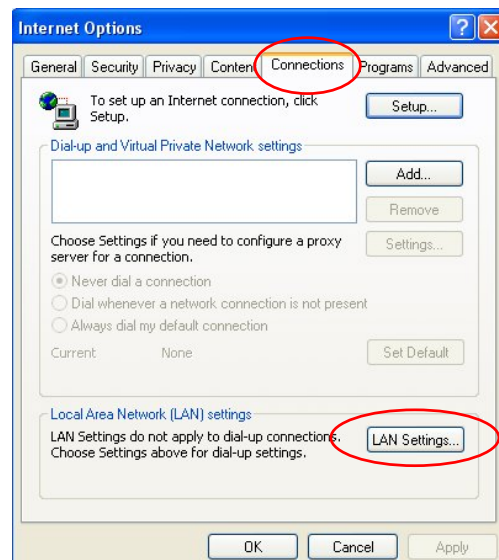 Internet Options
General Security Privacy Conten Connections Programs Advanced
To set up an Internet connection, click
Setup.
Setup...
Dial-up and Virtual Private Network settings
Add...
Remove
Choose Settings if you need to configure a proxy
server for a connection.
Settings...
Never dial a connection
Dial whenever a network connection is not present
Always dial my default connection
Current None
Set Default
Local Area Network (LAN) settings
LAN Settings do not apply to dial-up connections.
Choose Settings above for dial-up settings.
LAN Settings...
OK Cancel Apply